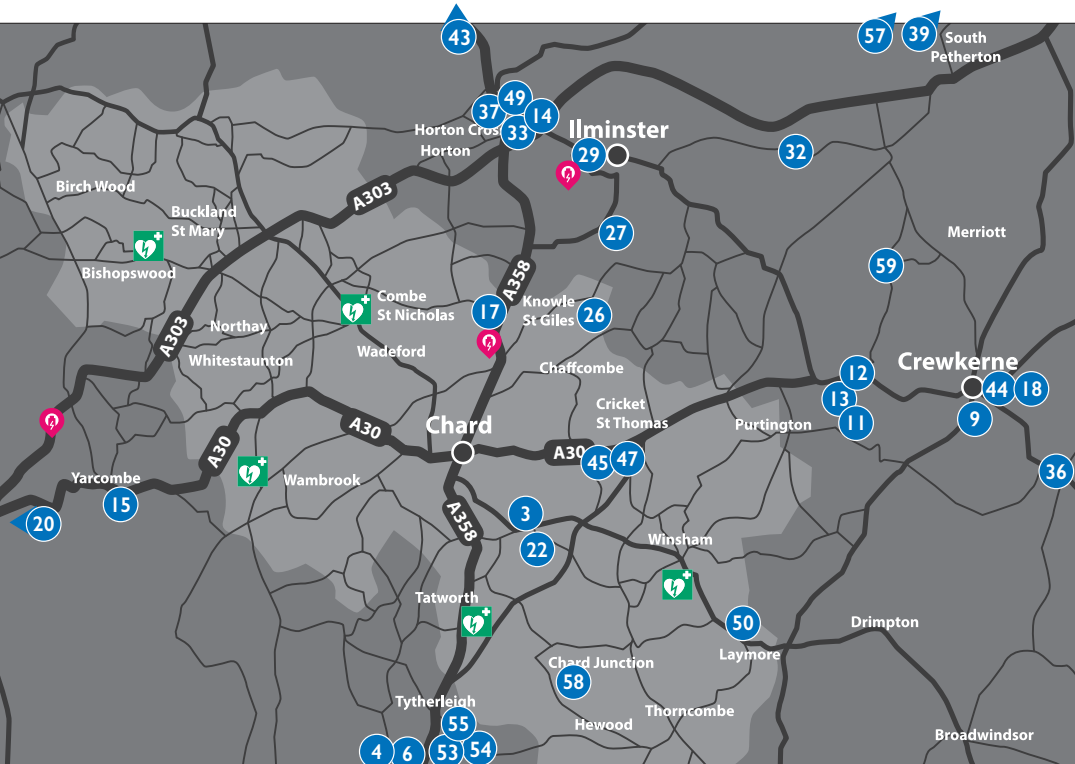 57
39
South
Petherton
43
49
37
14
Horton Cros
33
Ilminster
Horton
29
32
Birch Wood
A303
Buckland
St Mary
27
Merriott
Bishopswood
59
A358
Combe
St Nicholas
17
Knowle
St Giles
26
Northay
A303
Wadeford
Whitestaunton
Chaffcombe
12
Crewkerne
44
18
13
Cricket
St Thomas
9
11
Purtington
Chard
A30
A30
A30
45
47
36
Yarcombe
Wambrook
15
20
3
A358
22
Winsham
Tatworth
50
Drimpton
Laymore
Chard Junction
58
Tytherleigh
Thorncombe
55
Hewood
Broadwindsor
4
6
53
54